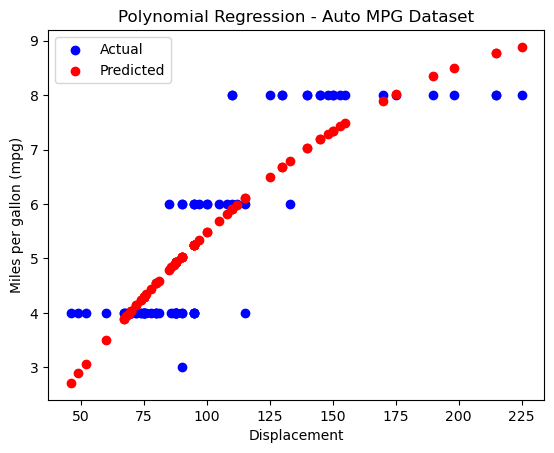 Polynomial Regression - Auto MPG Dataset
Actual
Predicted
9
8
7
6
5
4
3
Miles per gallon (mpg)
50 75 100 125 150 175 200 225
Displacement